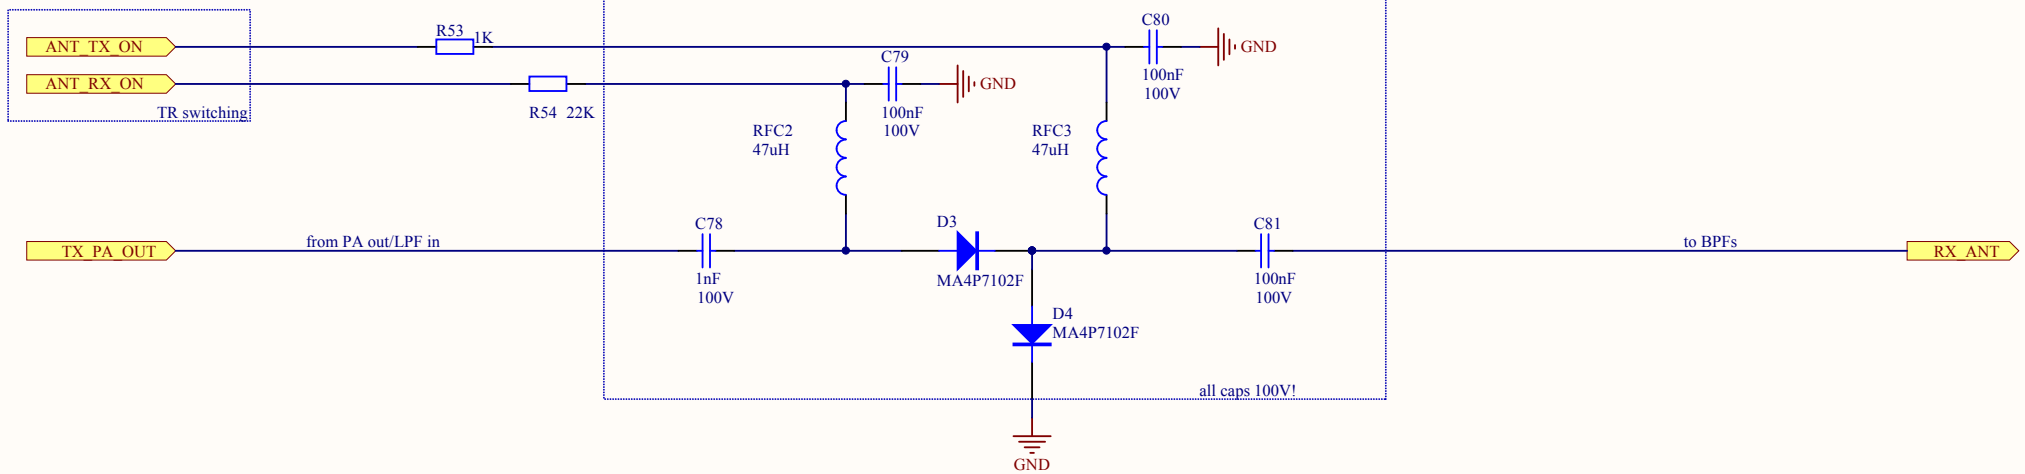 ANT_TX_ON
R53
1K
C80
GND
100nF
100V
ANT_RX_ON
R54 22K
C79
GND
100nF
100V
TR switching
RFC2
47uH
RFC3
47uH
TX_PA_OUT
from PA out/LPF in
C78
1nF
100V
D3
MA4P7102F
C81
100nF
100V
to BPFs
RX_ANT
D4
MA4P7102F
all caps 100V!
GND